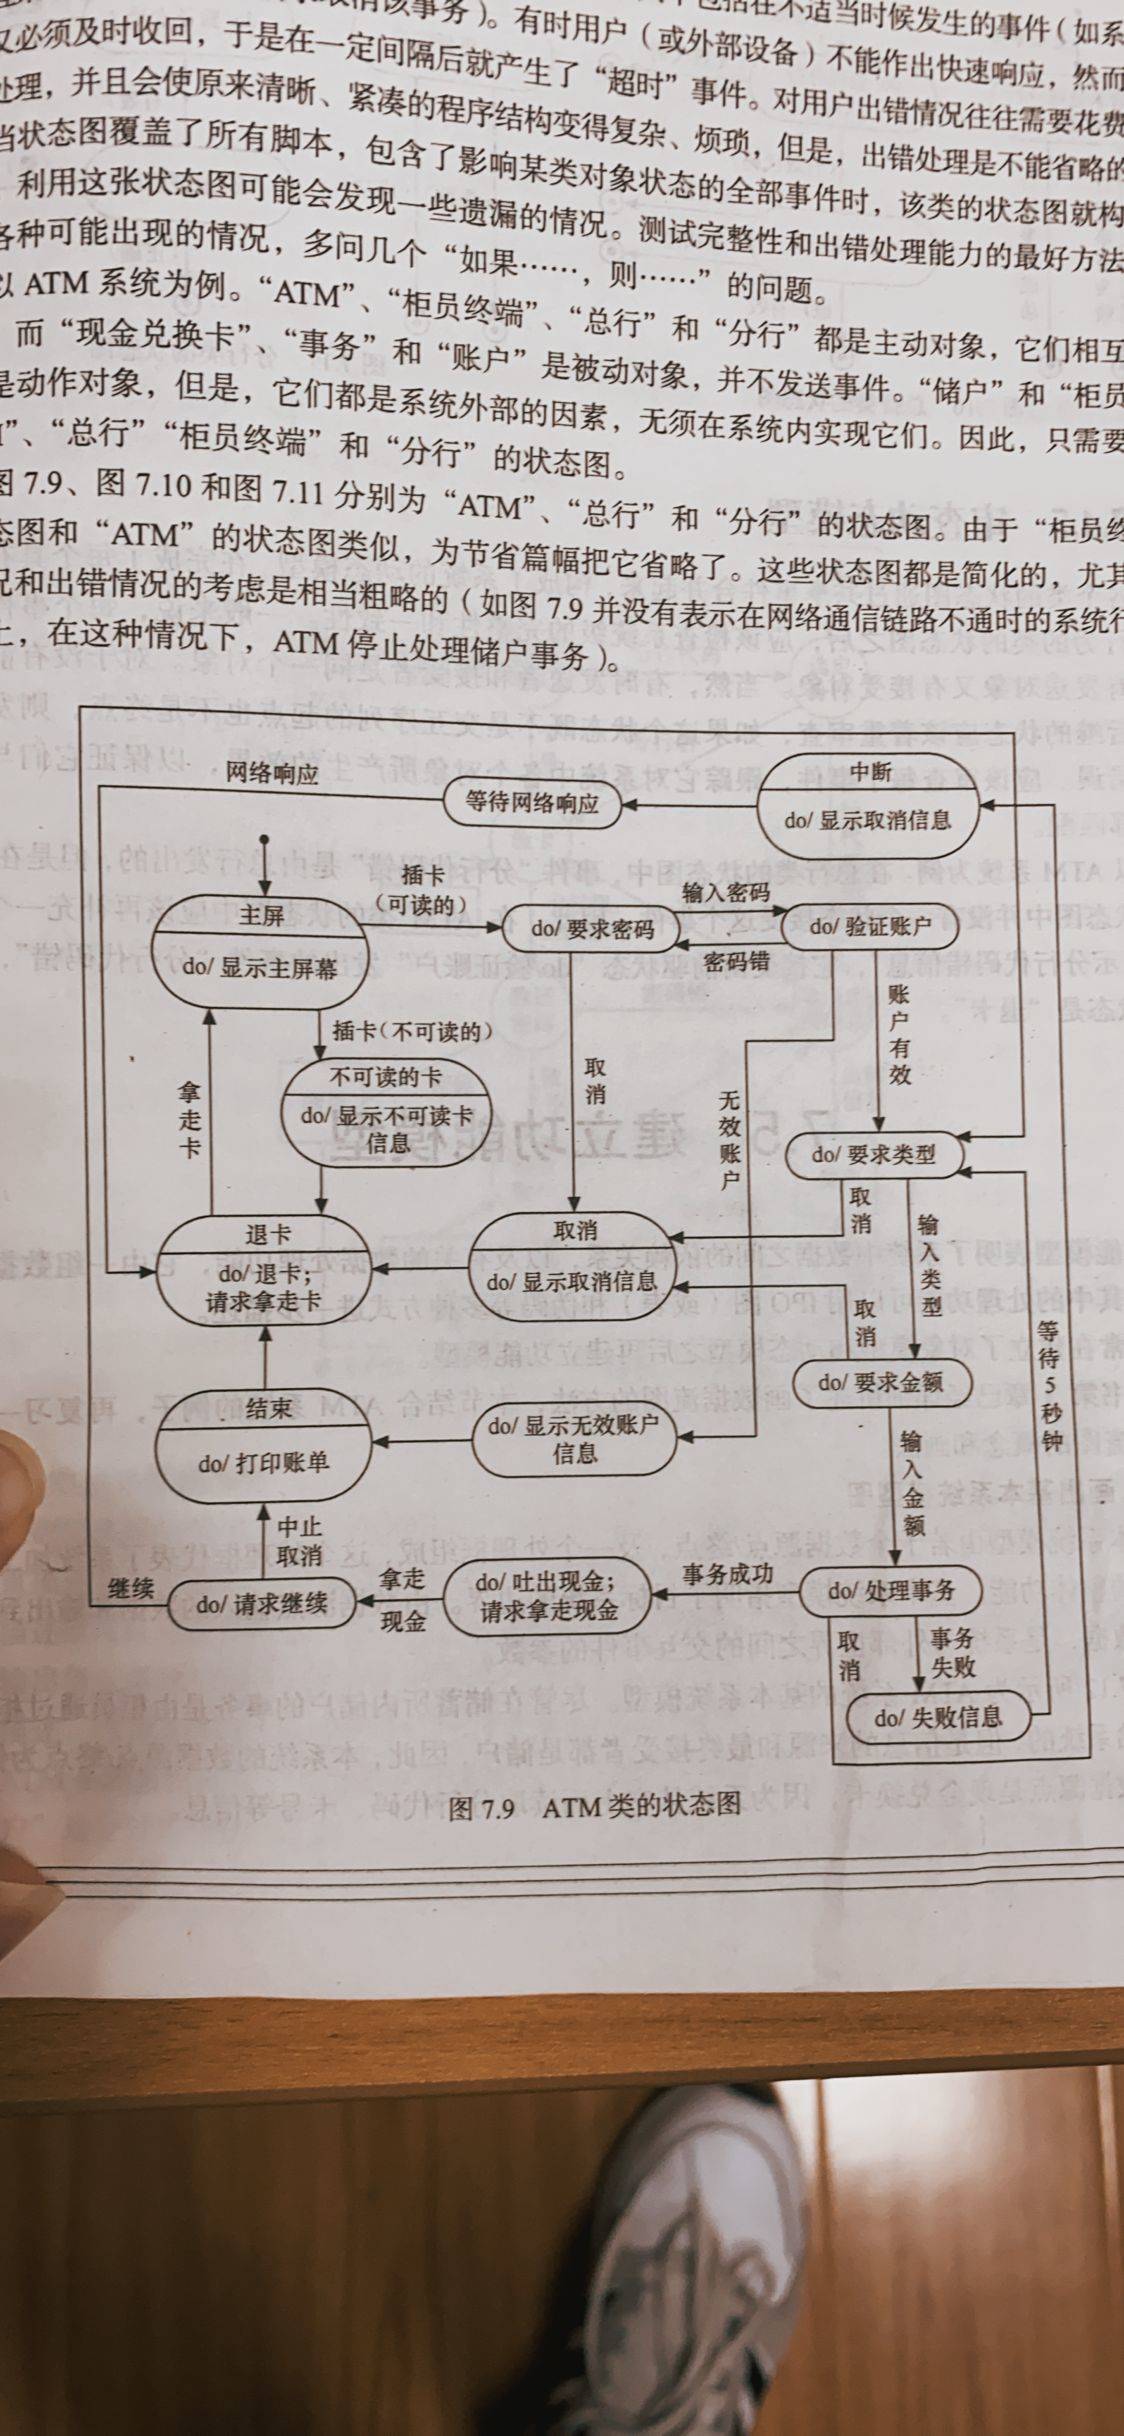 该事务）。有时用户（或外部设备）不能作出快速响应，然而
包括在不适当时候发生的事件（如系
必须及时收回，于是在一定间隔后就产生了“超时”事件。对用户出错情况往往需要花费
处理，并且会使原来清晰、紧凑的程序结构变得复杂、烦琐，但是，出错处理是不能省略的
当状态图覆盖了所有脚本，包含了影响某类对象状态的全部事件时，该类的状态图就构
利用这张状态图可能会发现一些遗漏的情况。测试完整性和出错处理能力的最好方法
各种可能出现的情况，多问几个“如果……，则……”的问题。
以 ATM 系统为例。“ATM”、“柜员终端”、“总行”和“分行”都是主动对象，它们相互
而“现金兑换卡”、“事务”和“账户”是被动对象，并不发送事件。“储户”和“柜员
是动作对象，但是，它们都是系统外部的因素，无须在系统内实现它们。因此，只需要
”、“总行”“柜员终端”和“分行”的状态图。
图 7.9、图 7.10 和图 7.11 分别为“ATM”、“总行”和“分行”的状态图。由于“柜员终
态图和“ATM”的状态图类似，为节省篇幅把它省略了。这些状态图都是简化的，尤其
况和出错情况的考虑是相当粗略的（如图 7.9 并没有表示在网络通信链路不通时的系统行
上，在这种情况下，ATM 停止处理储户事务）。
网络响应
等待网络响应
中断
do/ 显示取消信息
主屏
do/ 显示主屏幕
插卡
（可读的）
do/ 要求密码
输入密码
密码错
do/ 验证账户
插卡（不可读的）
不可读的卡
do/ 显示不可读卡
信息
拿走卡
取消
无效账户
账户有效
do/ 要求类型
退卡
do/ 退卡；
请求拿走卡
取消
do/ 显示取消信息
取消
输入类型
取消
do/ 要求金额
等待5秒钟
结束
do/ 打印账单
do/ 显示无效账户
信息
输入金额
中止
取消
继续
do/ 请求继续
拿走
现金
do/ 吐出现金；
请求拿走现金
事务成功
do/ 处理事务
取消
事务
失败
do/ 失败信息
图 7.9 ATM 类的状态图